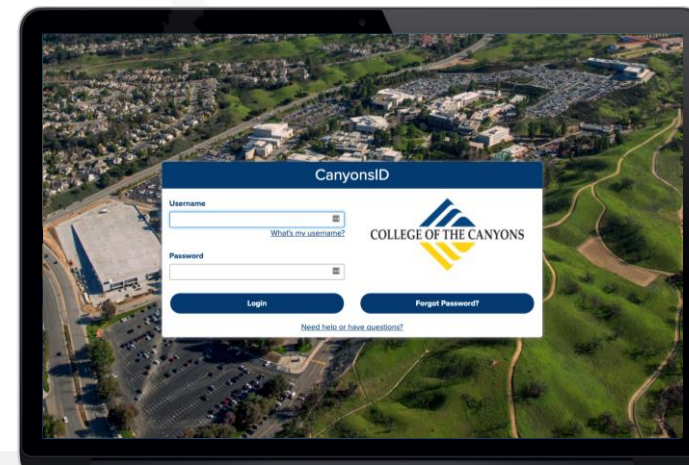 CanyonsID
Username
What's my username?
COLLEGE OF THE CANYONS
Password
Login
Forgot Password?
Need help or have questions?